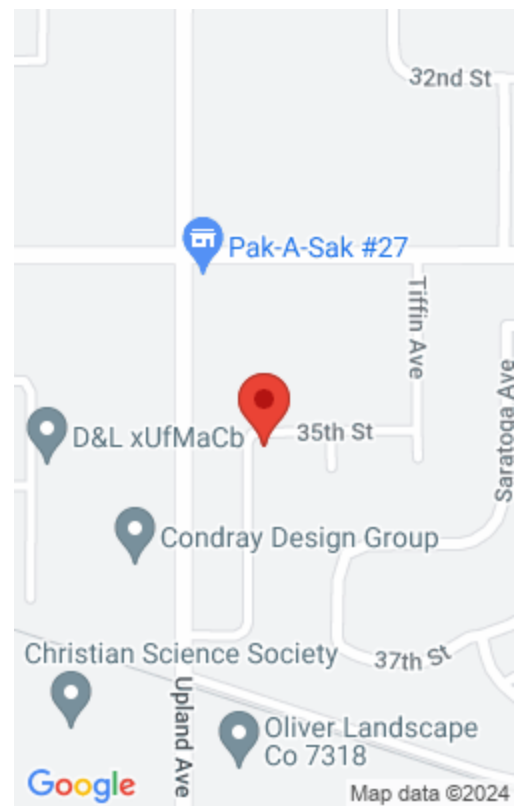 32nd St
Pak-A-Sak #27
Tiffin Ave
Saratoga Ave
35th St
D&L xUfMaCb
Condray Design Group
Christian Science Society
37th St
Upland Ave
Oliver Landscape
Co 7318
Google
Map data ©2024